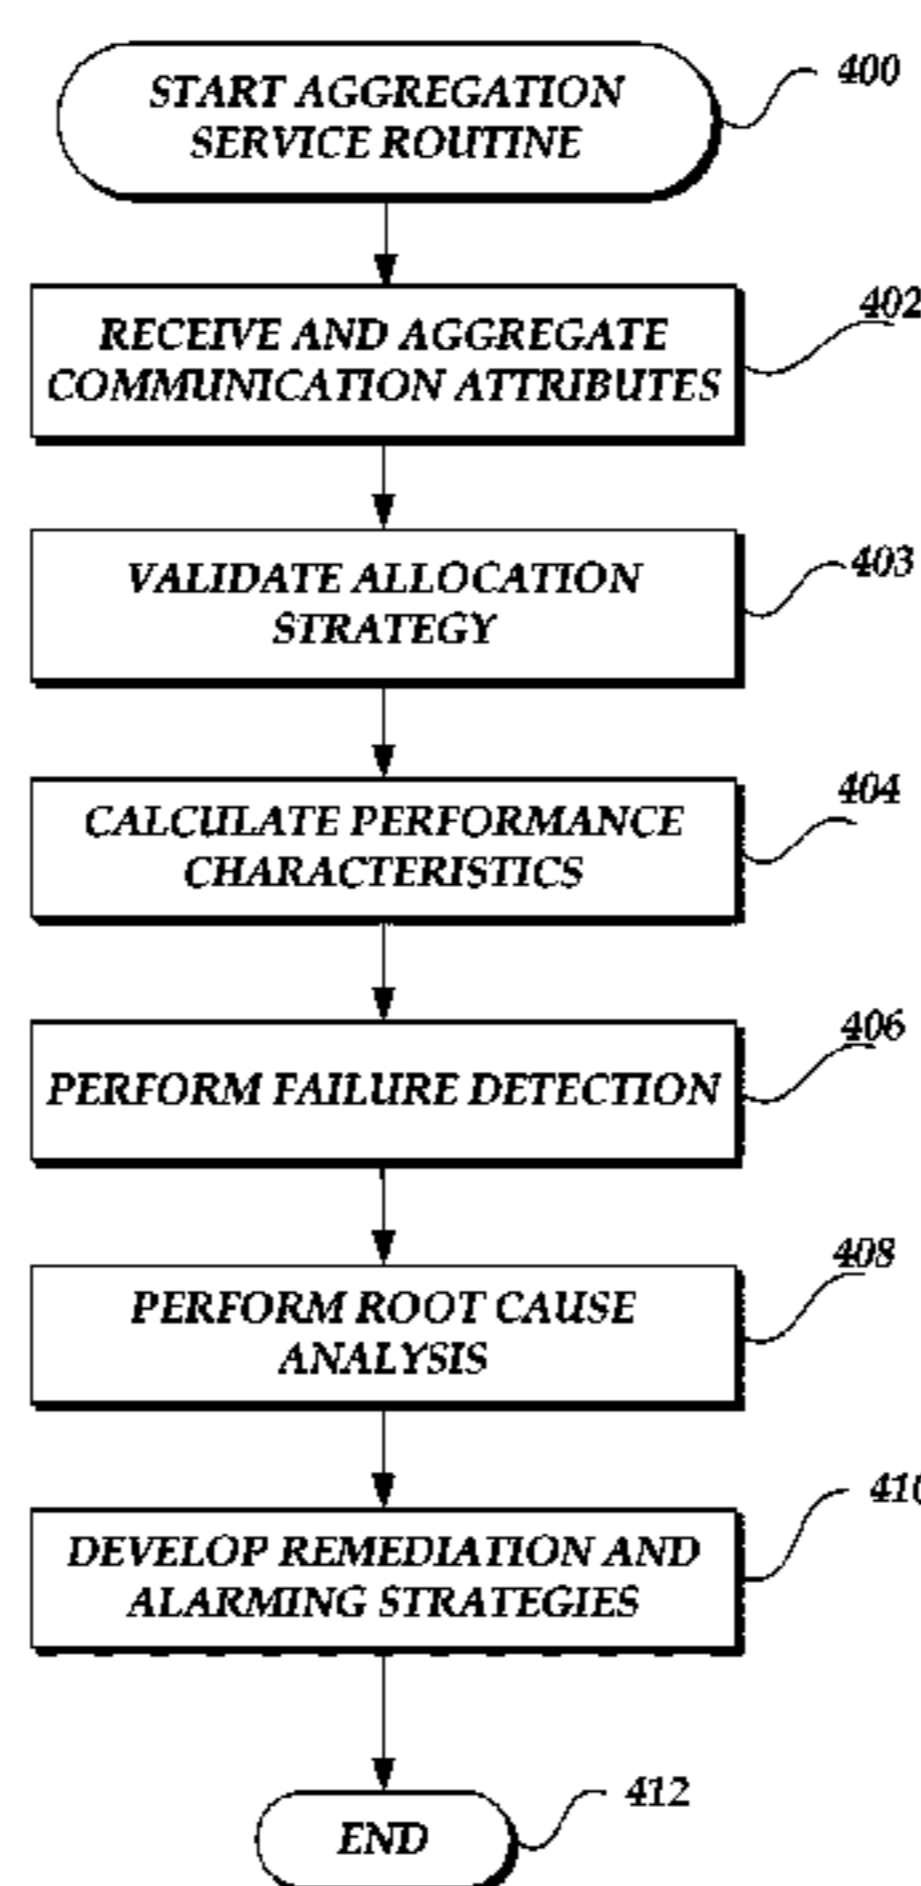 START AGGREGATION
SERVICE ROUTINE
400
RECEIVE AND AGGREGATE
COMMUNICATION ATTRIBUTES
402
VALIDATE ALLOCATION
STRATEGY
403
CALCULATE PERFORMANCE
CHARACTERISTICS
404
PERFORM FAILURE DETECTION
406
PERFORM ROOT CAUSE
ANALYSIS
408
DEVELOP REMEDIATION AND
ALARMING STRATEGIES
410
END
412